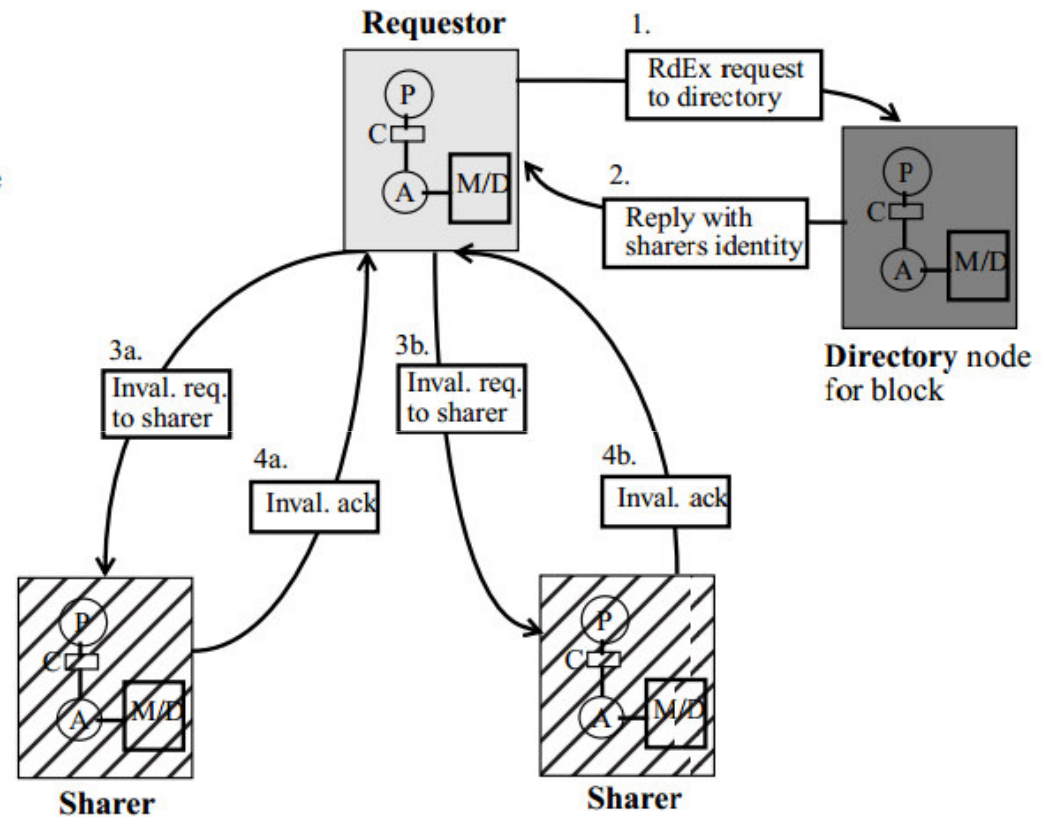 Requestor
1.
RdEx request
to directory
P
C
A
M/D
2.
Reply with
sharers identity
P
C
A
M/D
Directory node
for block
3a.
Inval. req.
to sharer
3b.
Inval. req.
to sharer
4a.
Inval. ack
4b.
Inval. ack
P
C
A
M/D
Sharer
P
C
A
M/D
Sharer